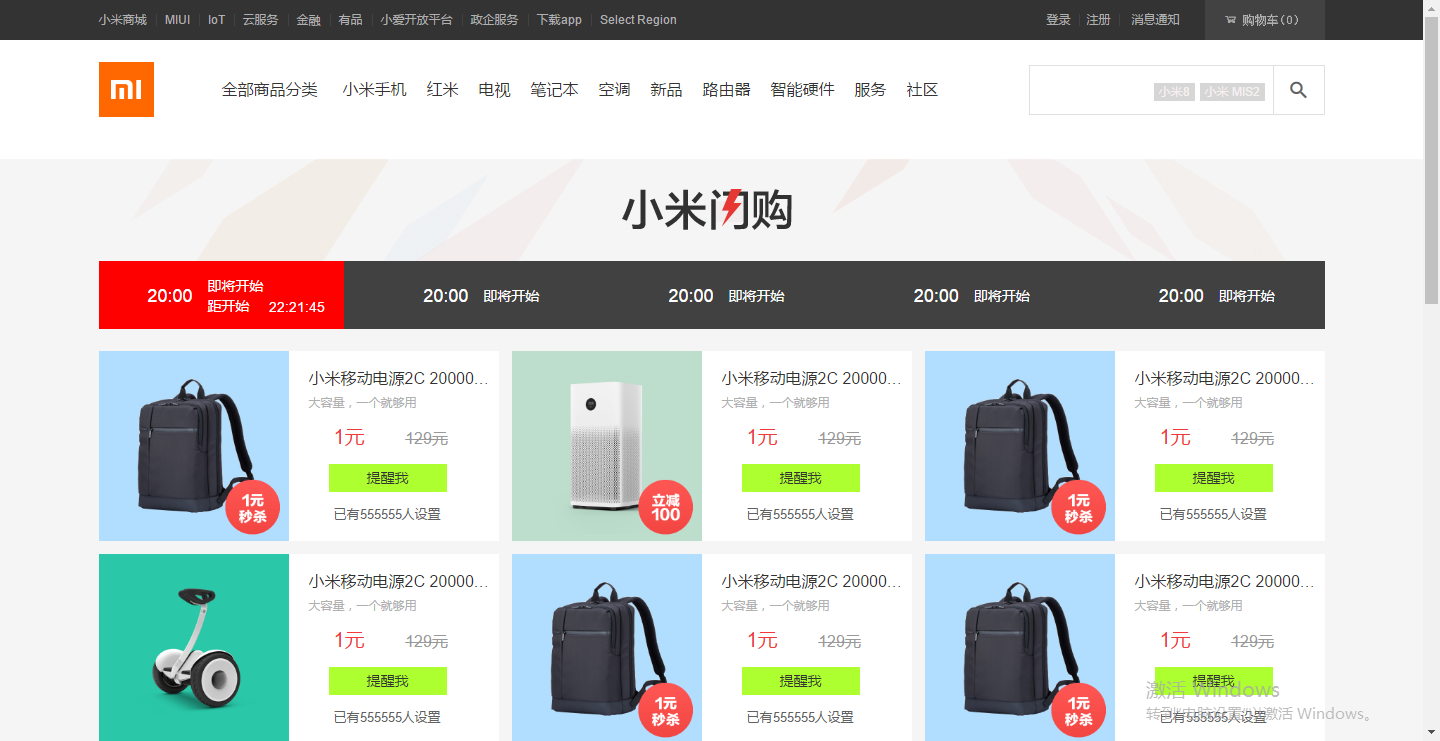 小米商城 MIUI IoT 云服务 金融 有品 小爱开放平台 政企服务 下载app Select Region 登录 注册 消息通知 购物车(0)
mi 全部商品分类 小米手机 红米 电视 笔记本 空调 新品 路由器 智能硬件 服务 社区 小米8 小米 MIS2
小米闪购
20:00 即将开始 距开始 22:21:45
20:00 即将开始
20:00 即将开始
20:00 即将开始
20:00 即将开始
小米移动电源2C 20000...
大容量，一个就够用
1元 129元
提醒我
已有555555人设置
1元
秒杀
小米移动电源2C 20000...
大容量，一个就够用
1元 129元
提醒我
已有555555人设置
立减
100
小米移动电源2C 20000...
大容量，一个就够用
1元 129元
提醒我
已有555555人设置
1元
秒杀
小米移动电源2C 20000...
大容量，一个就够用
1元 129元
提醒我
已有555555人设置
小米移动电源2C 20000...
大容量，一个就够用
1元 129元
提醒我
已有555555人设置
1元
秒杀
小米移动电源2C 20000...
大容量，一个就够用
1元 129元
提醒我
已有555555人设置
1元
秒杀
激活 Windows
转到"电脑设置"以激活 Windows。